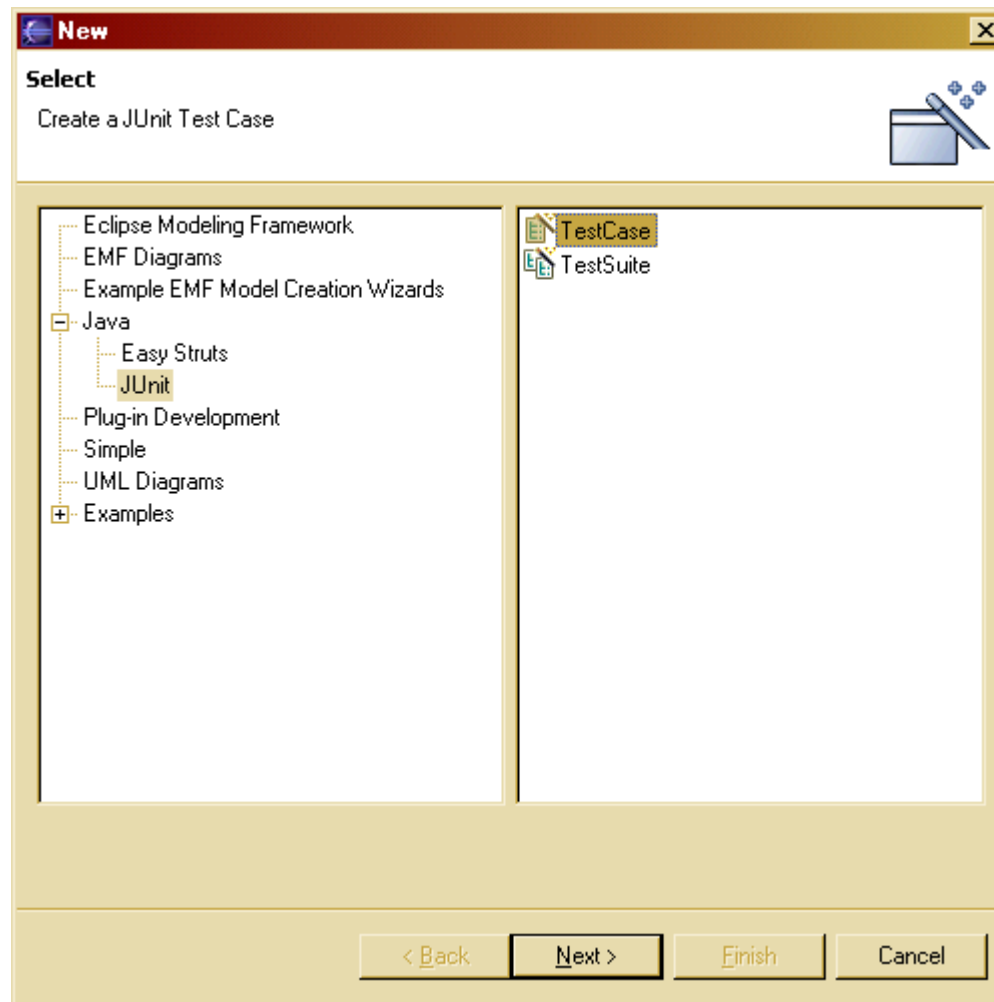 New
Select
Create a JUnit Test Case
Eclipse Modeling Framework
EMF Diagrams
Example EMF Model Creation Wizards
Java
Easy Struts
JUnit
Plug-in Development
Simple
UML Diagrams
Examples
TestCase
TestSuite
< Back
Next >
Finish
Cancel